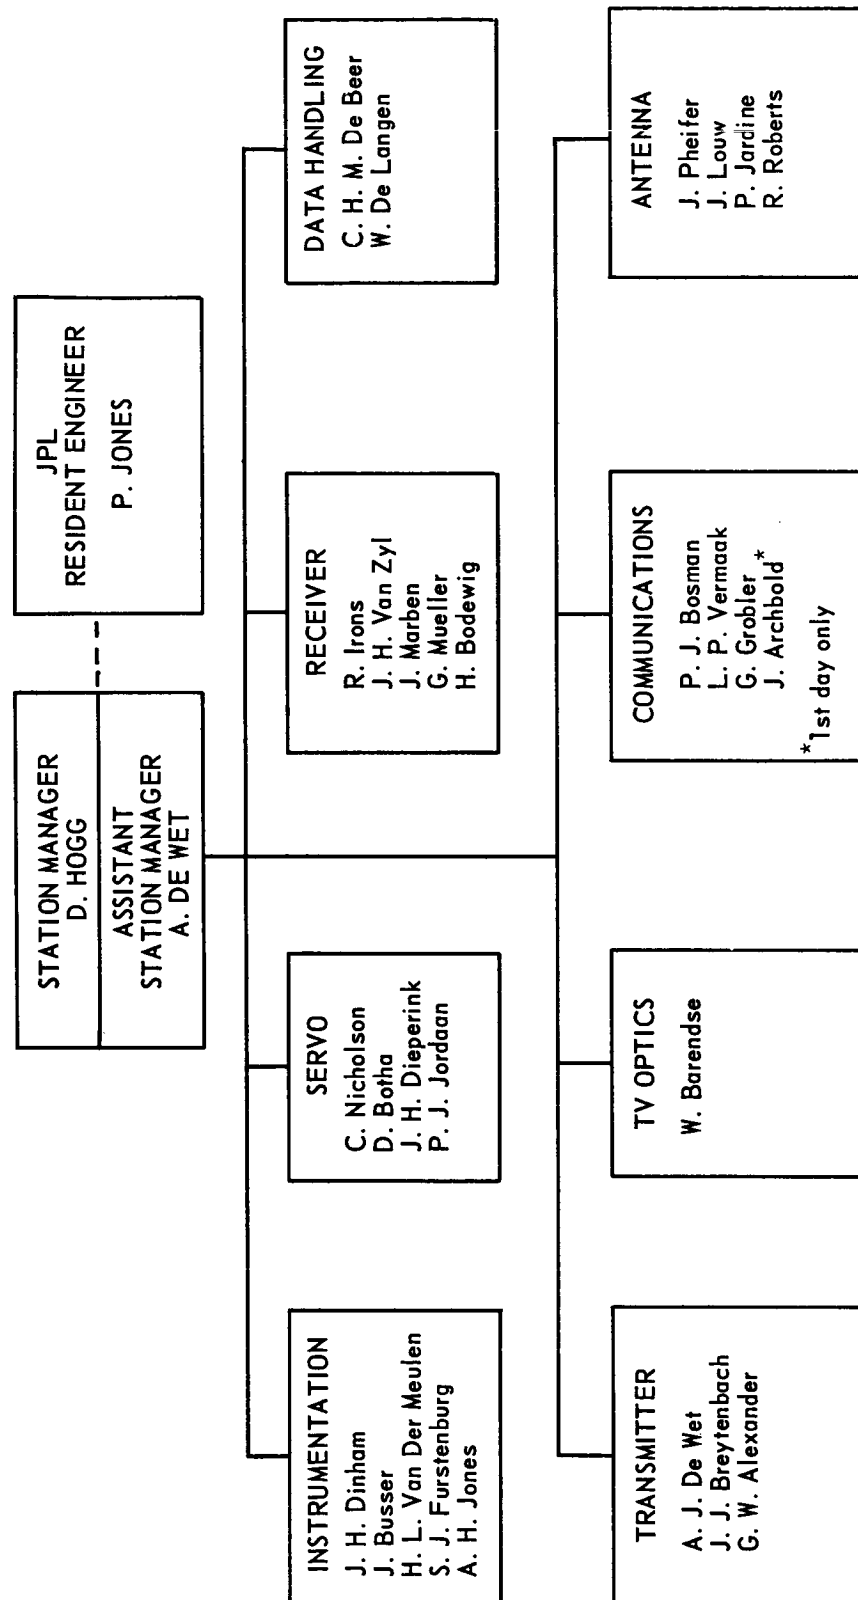 STATION MANAGER
D. HOGG
ASSISTANT
STATION MANAGER
A. DE WET
JPL
RESIDENT ENGINEER
P. JONES
INSTRUMENTATION
J. H. Dinham
J. Busser
H. L. Van Der Meulen
S. J. Furstenburg
A. H. Jones
SERVO
C. Nicholson
D. Botha
J. H. Dieperink
P. J. Jordaan
RECEIVER
R. Irons
J. H. Van Zyl
J. Marben
G. Mueller
H. Bodewig
DATA HANDLING
C. H. M. De Beer
W. De Langen
TRANSMITTER
A. J. De Wet
J. J. Breytenbach
G. W. Alexander
TV OPTICS
W. Barendse
COMMUNICATIONS
P. J. Bosman
L. P. Vermaak
G. Grobler
J. Archbold*
*1st day only
ANTENNA
J. Pheifer
J. Louw
P. Jardine
R. Roberts